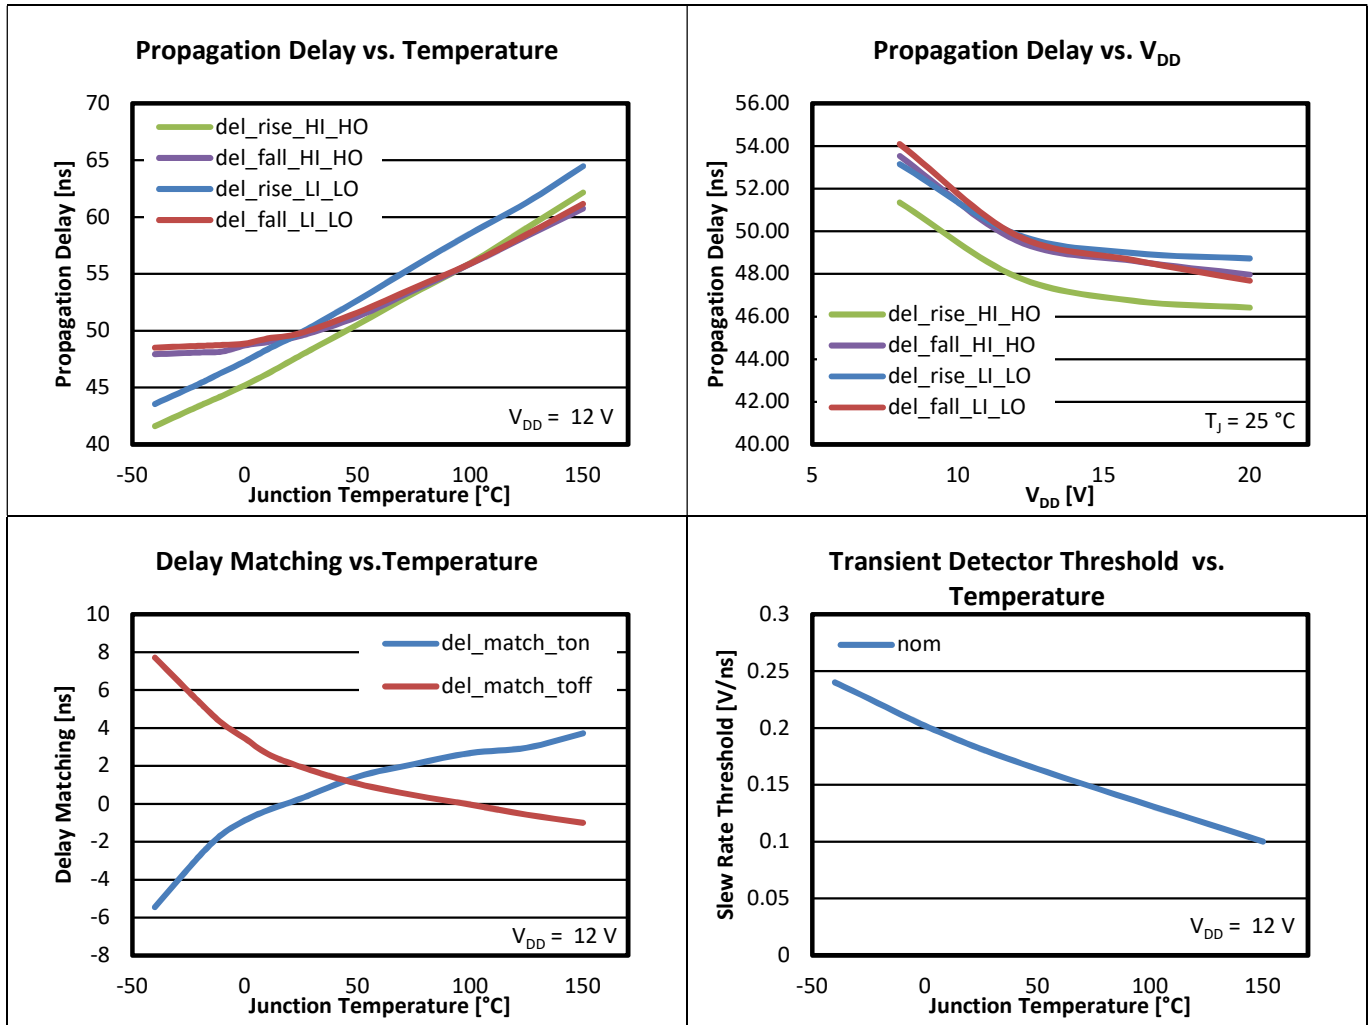 Propagation Delay vs. Temperature
Propagation Delay [ns]
70
65
60
55
50
45
40
del_rise_HI_HO
del_fall_HI_HO
del_rise_LI_LO
del_fall_LI_LO
V_DD = 12 V
-50
0
50
100
150
Junction Temperature [°C]
Propagation Delay vs. V_DD
Propagation Delay [ns]
56.00
54.00
52.00
50.00
48.00
46.00
44.00
42.00
40.00
del_rise_HI_HO
del_fall_HI_HO
del_rise_LI_LO
del_fall_LI_LO
T_J = 25 °C
5
10
15
20
V_DD [V]
Delay Matching vs.Temperature
Delay Matching [ns]
10
8
6
4
2
0
-2
-4
-6
-8
del_match_ton
del_match_toff
V_DD = 12 V
-50
0
50
100
150
Junction Temperature [°C]
Transient Detector Threshold vs.
Temperature
Slew Rate Threshold [V/ns]
0.3
0.25
0.2
0.15
0.1
0.05
0
nom
V_DD = 12 V
-50
0
50
100
150
Junction Temperature [°C]